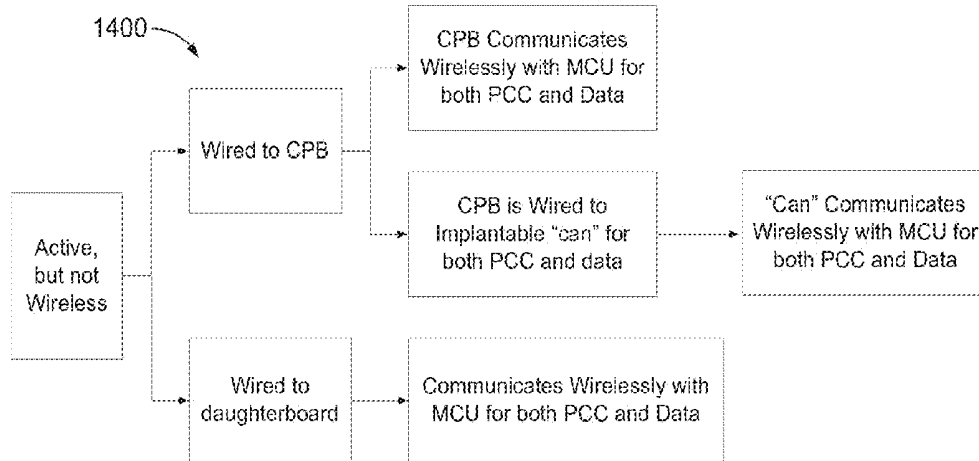 1400
CPB Communicates
Wirelessly with MCU for
both PCC and Data
Wired to CPB
Active,
but not
Wireless
CPB is Wired to
Implantable “can” for
both PCC and data
“Can” Communicates
Wirelessly with MCU for
both PCC and Data
Wired to
daughterboard
Communicates Wirelessly with
MCU for both PCC and Data